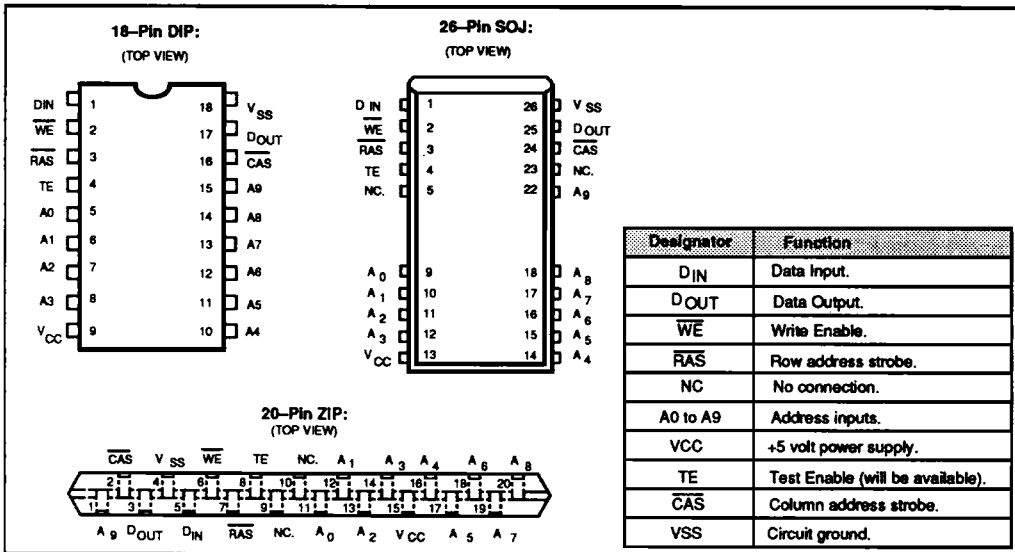 18–Pin DIP:
(TOP VIEW)
DIN 1 18 VSS
WE 2 17 DOUT
RAS 3 16 CAS
TE 4 15 A9
A0 5 14 A8
A1 6 13 A7
A2 7 12 A6
A3 8 11 A5
VCC 9 10 A4
26–Pin SOJ:
(TOP VIEW)
D IN 1 26 V SS
WE 2 25 D OUT
RAS 3 24 CAS
TE 4 23 NC.
NC. 5 22 A9
A0 9 18 A8
A1 10 17 A7
A2 11 16 A6
A3 12 15 A5
VCC 13 14 A4
20–Pin ZIP:
(TOP VIEW)
CAS V SS WE TE NC. A1 A3 A4 A6 A8
2 4 6 8 10 12 14 16 18 20
1 3 5 7 9 11 13 15 17 19
A9 DOUT DIN RAS NC. A0 A2 VCC A5 A7
Designator Function
DIN Data Input.
DOUT Data Output.
WE Write Enable.
RAS Row address strobe.
NC No connection.
A0 to A9 Address inputs.
VCC +5 volt power supply.
TE Test Enable (will be available).
CAS Column address strobe.
VSS Circuit ground.